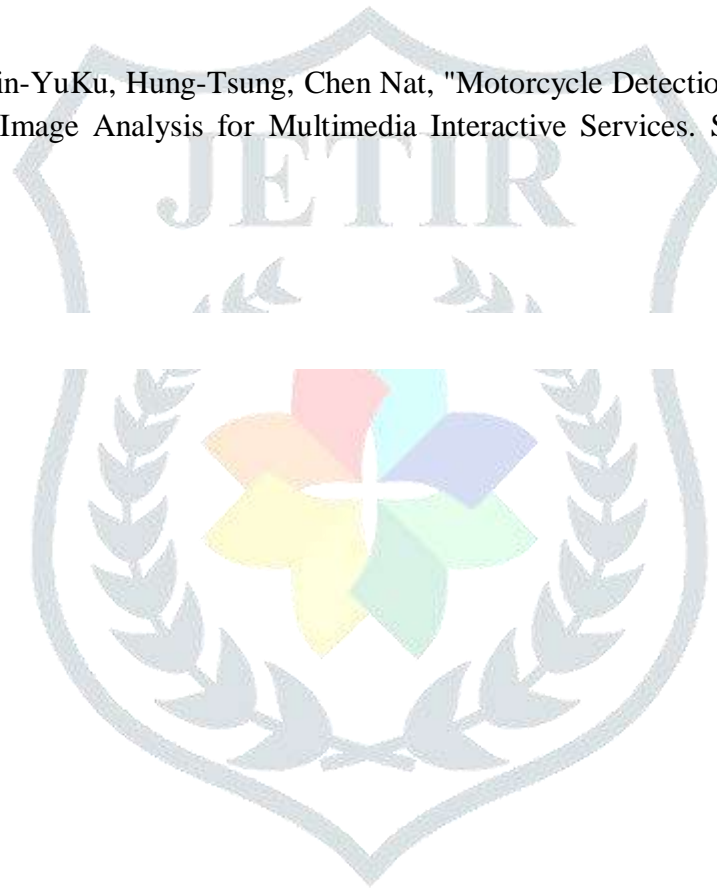 in-YuKu, Hung-Tsung, Chen Nat, "Motorcycle Detectio
Image Analysis for Multimedia Interactive Services. S
JETIR